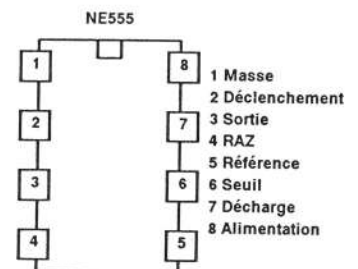 NE555
1
8
2
7
3
6
4
5
1 Masse
2 Déclenchement
3 Sortie
4 RAZ
5 Référence
6 Seuil
7 Décharge
8 Alimentation